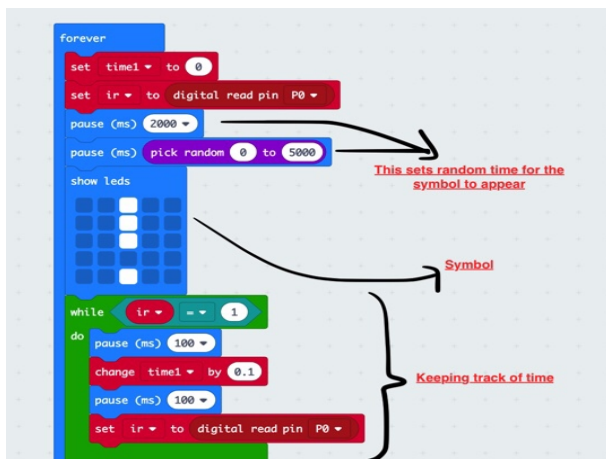 forever
set time1 to 0
set ir to digital read pin P0
pause (ms) 2000
pause (ms) pick random 0 to 5000
This sets random time for the
symbol to appear
show leds
Symbol
while ir = 1
do
pause (ms) 100
change time1 by 0.1
Keeping track of time
pause (ms) 100
set ir to digital read pin P0